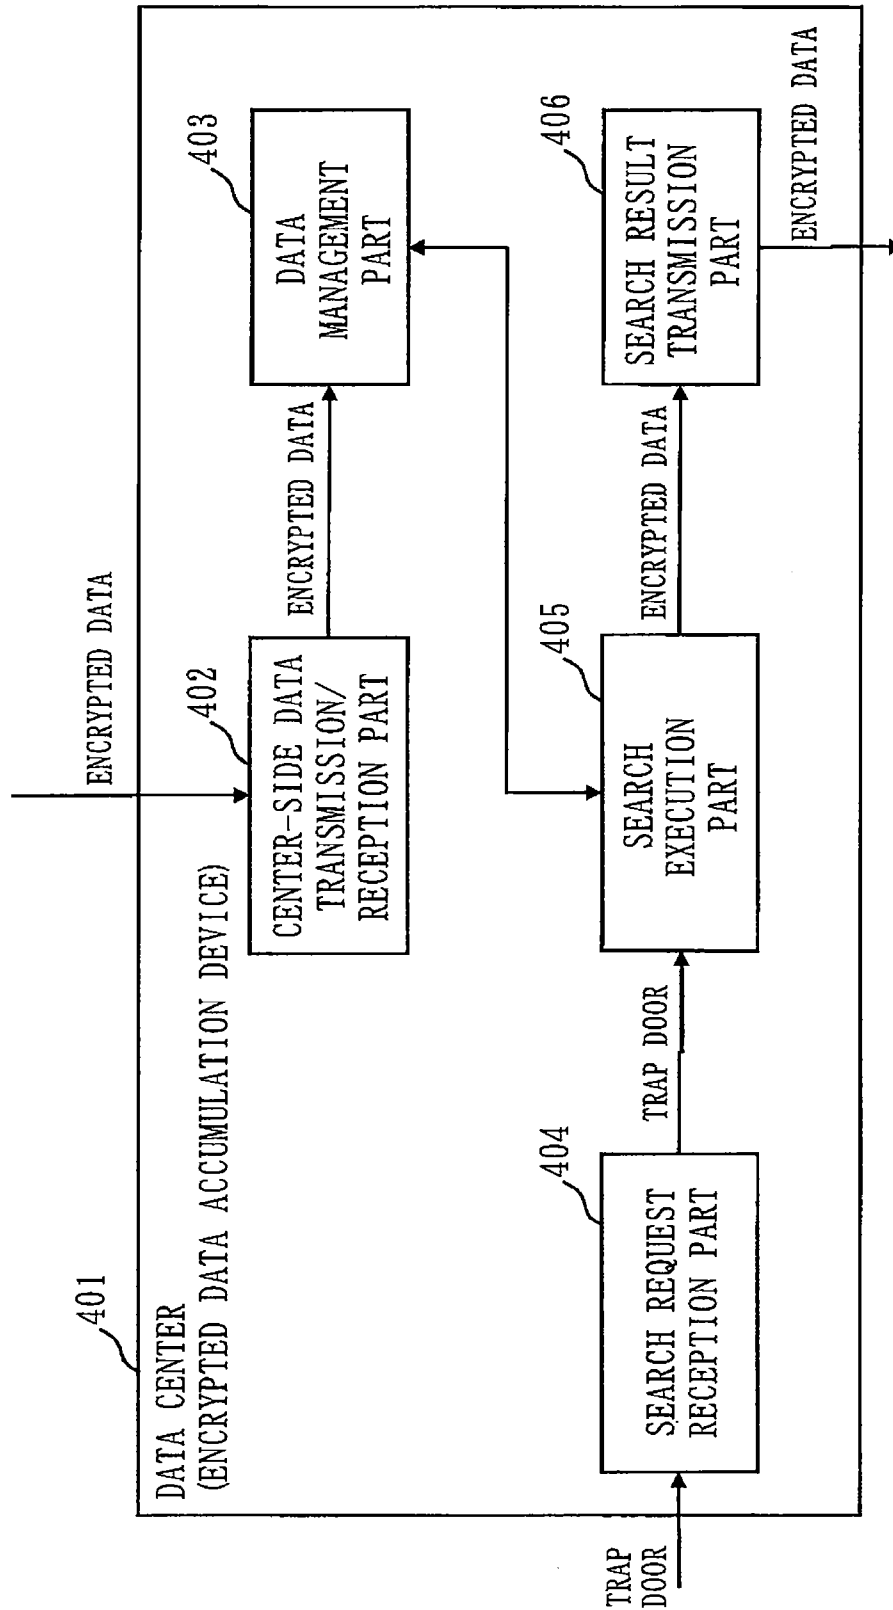 401
DATA CENTER
(ENCRYPTED DATA ACCUMULATION DEVICE)
ENCRYPTED DATA
402
CENTER-SIDE DATA
TRANSMISSION/
RECEPTION PART
ENCRYPTED DATA
403
DATA
MANAGEMENT
PART
TRAP
DOOR
404
SEARCH REQUEST
RECEPTION PART
TRAP DOOR
405
SEARCH
EXECUTION
PART
ENCRYPTED DATA
406
SEARCH RESULT
TRANSMISSION
PART
ENCRYPTED DATA